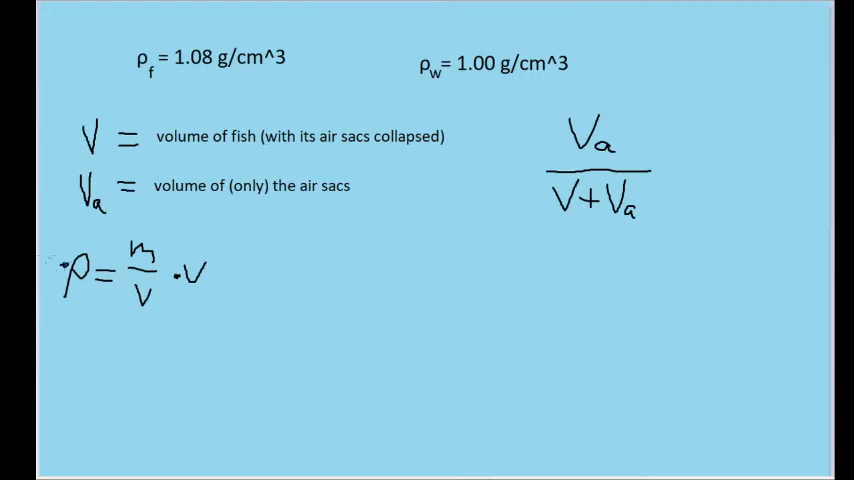 ρf = 1.08 g/cm^3
ρw= 1.00 g/cm^3
V = volume of fish (with its air sacs collapsed)
Va = volume of (only) the air sacs
Va
V+Va
·ρ = m/v · v